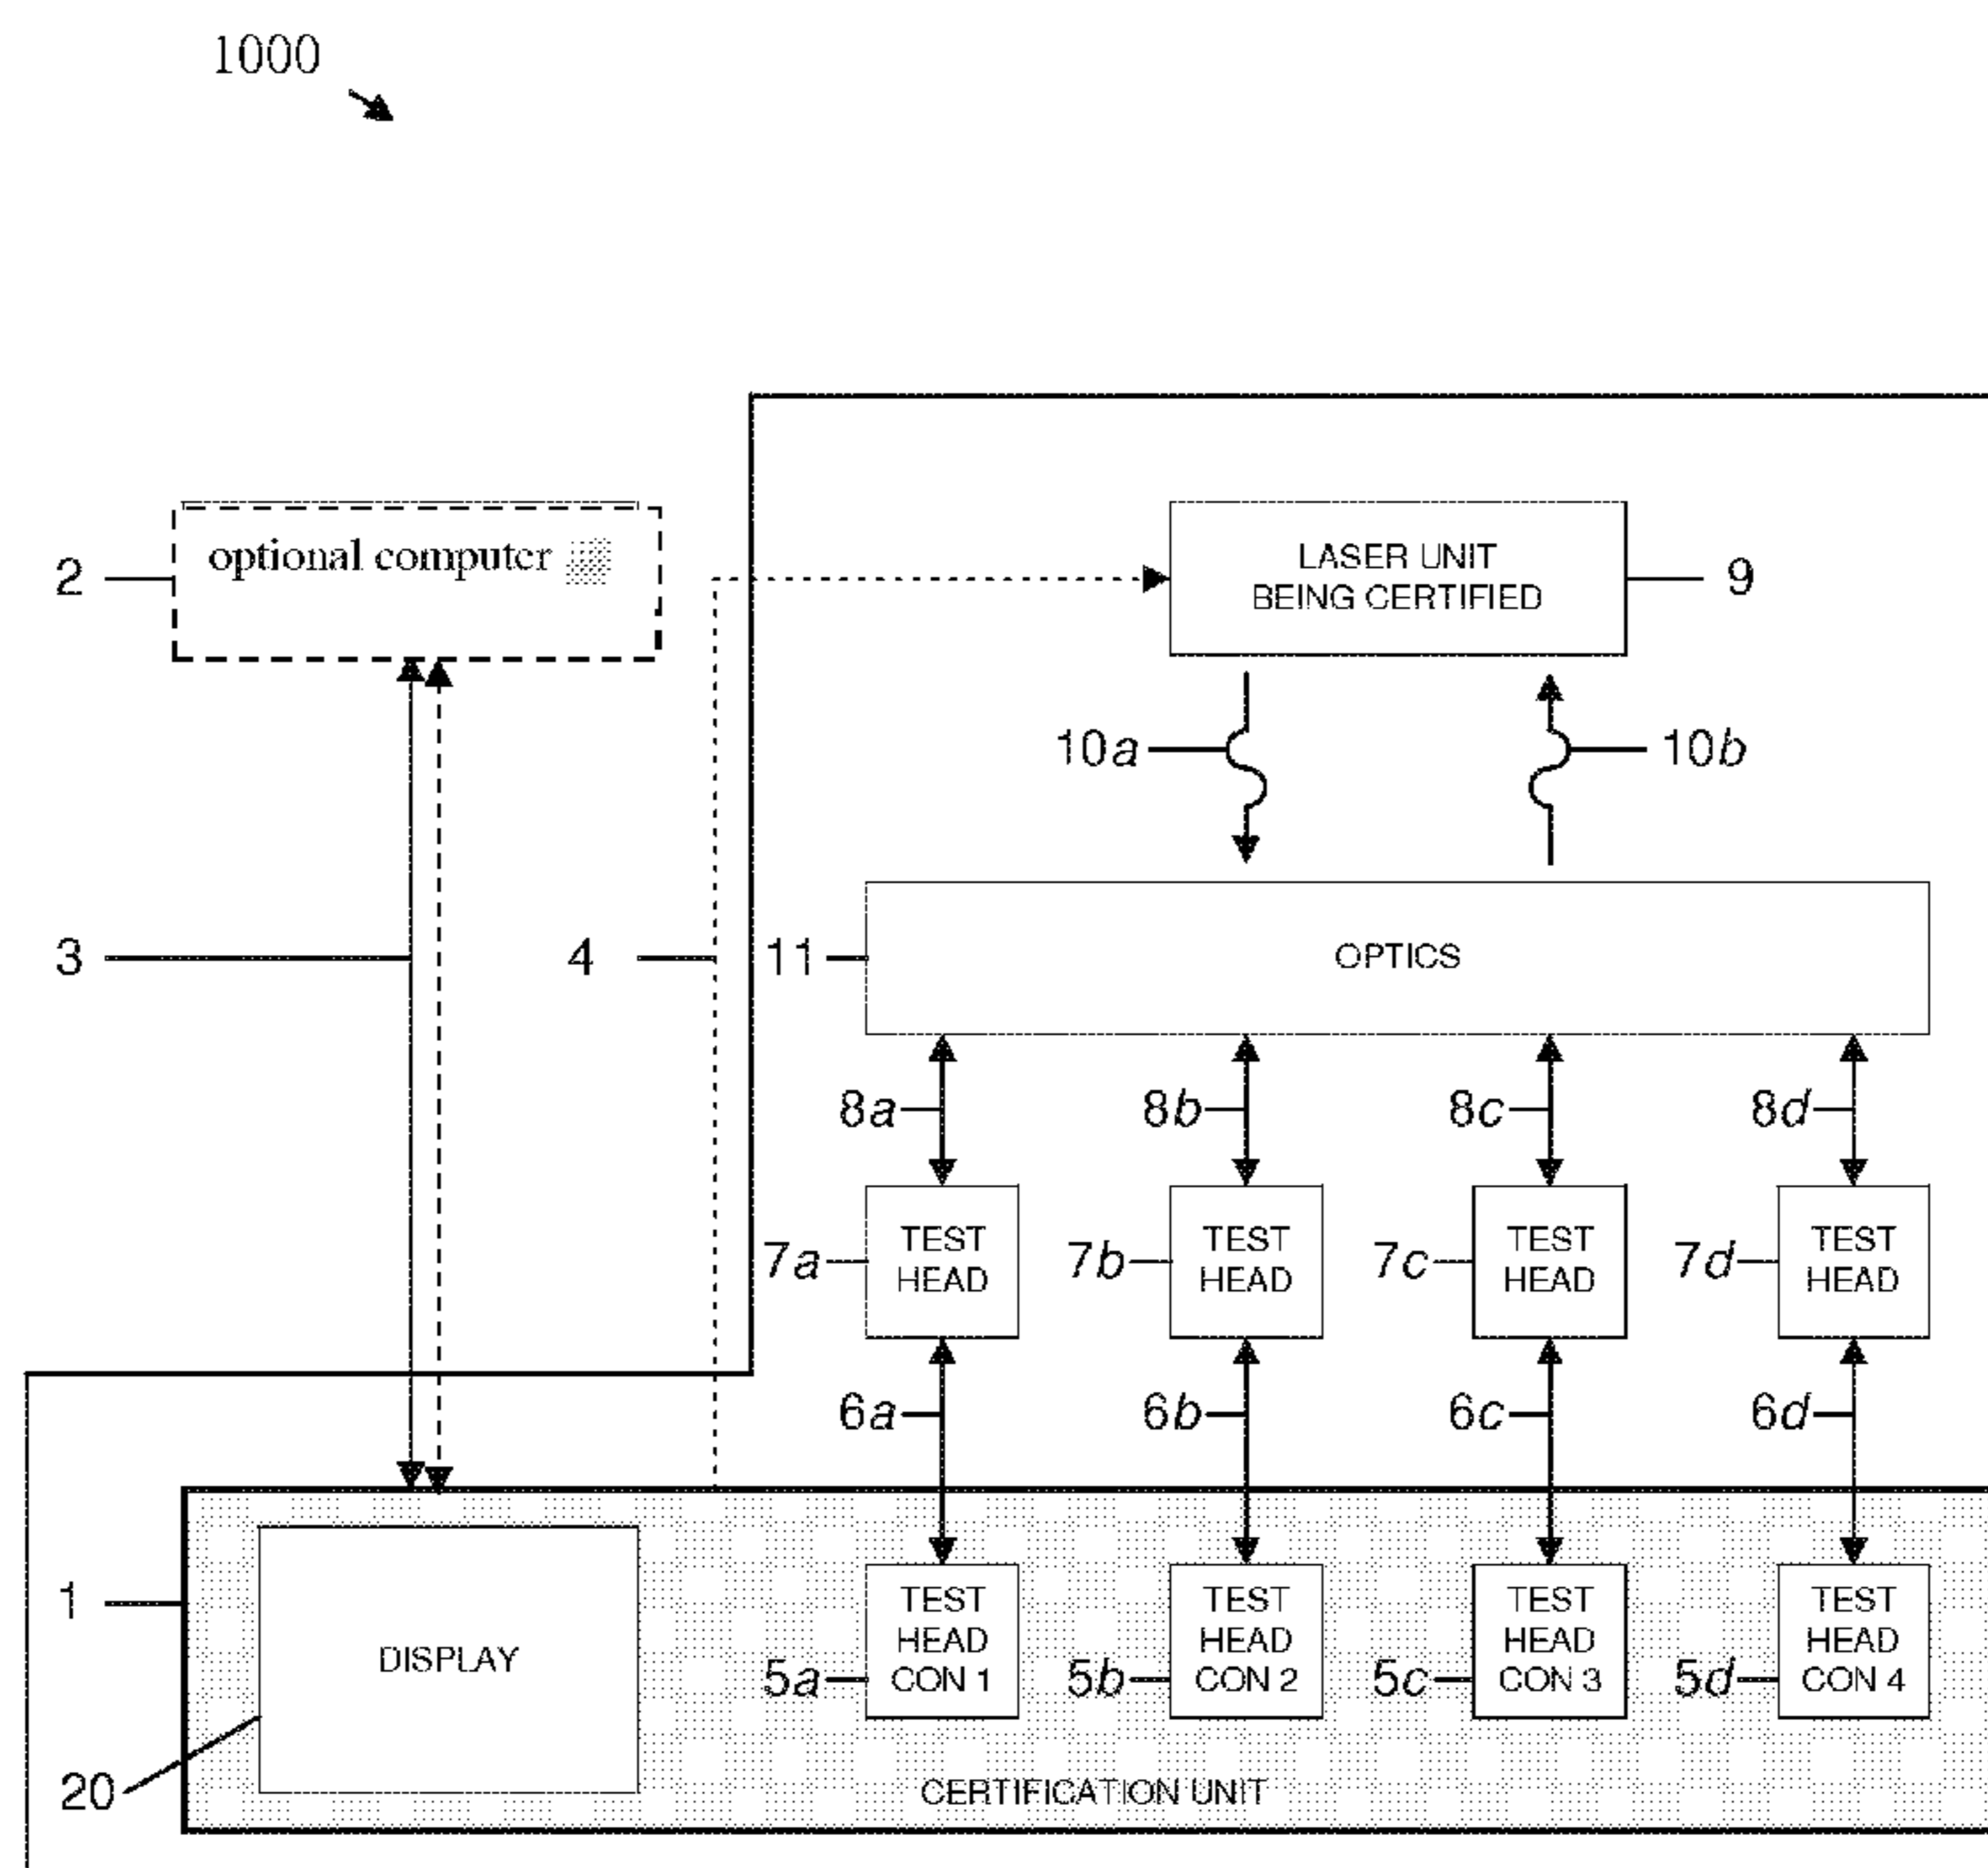 1000
optional computer
2
LASER UNIT
BEING CERTIFIED
9
10a
10b
3
4
11
OPTICS
8a
8b
8c
8d
7a
TEST
HEAD
7b
TEST
HEAD
7c
TEST
HEAD
7d
TEST
HEAD
6a
6b
6c
6d
1
DISPLAY
20
5a
TEST
HEAD
CON 1
5b
TEST
HEAD
CON 2
5c
TEST
HEAD
CON 3
5d
TEST
HEAD
CON 4
CERTIFICATION UNIT